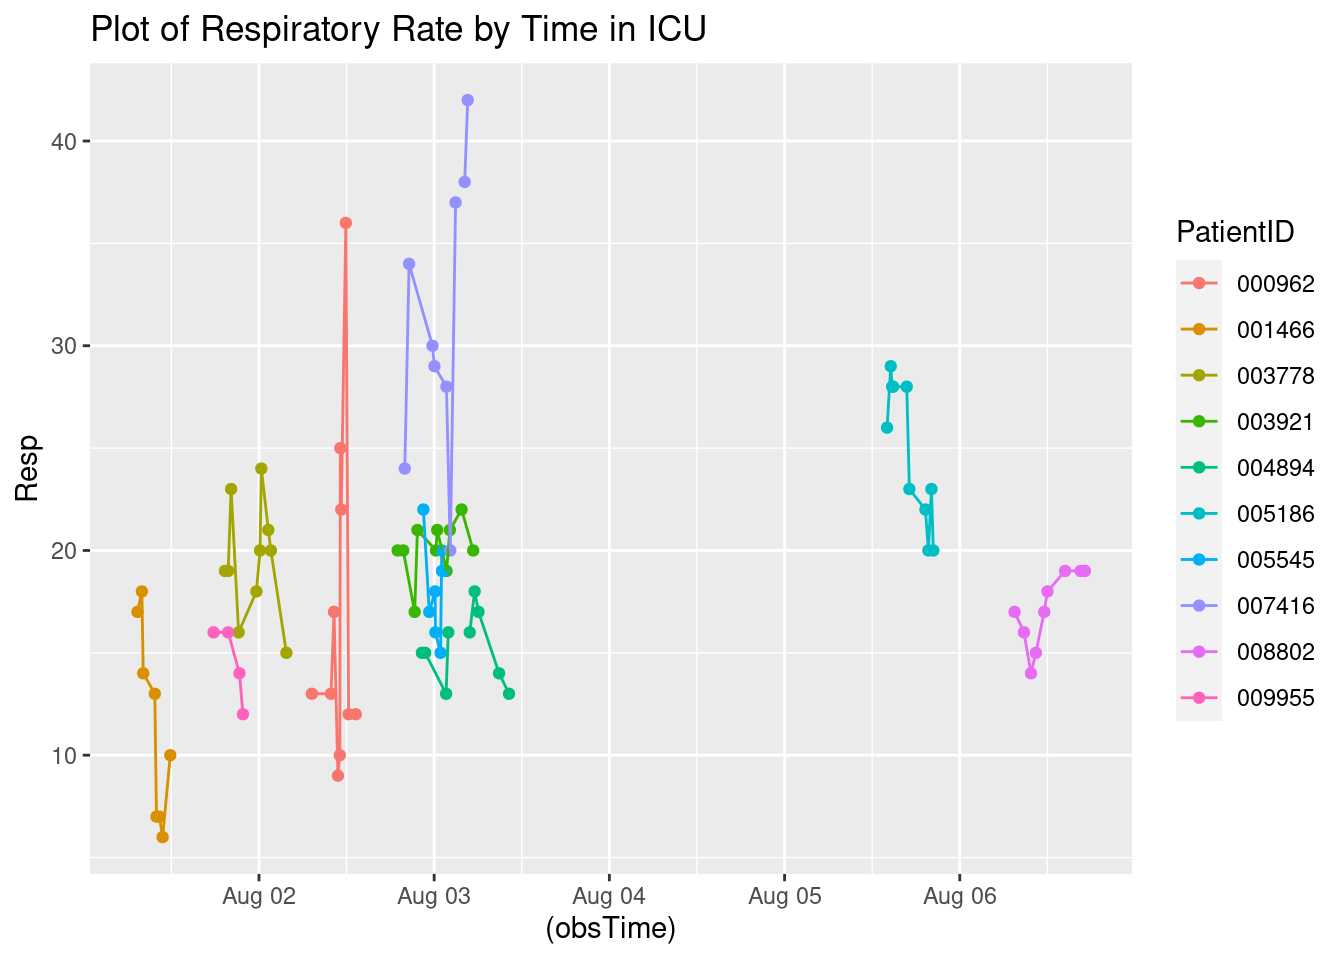 Plot of Respiratory Rate by Time in ICU
Resp
40
30
20
10
Aug 02 Aug 03 Aug 04 Aug 05 Aug 06
(obsTime)
PatientID
000962
001466
003778
003921
004894
005186
005545
007416
008802
009955